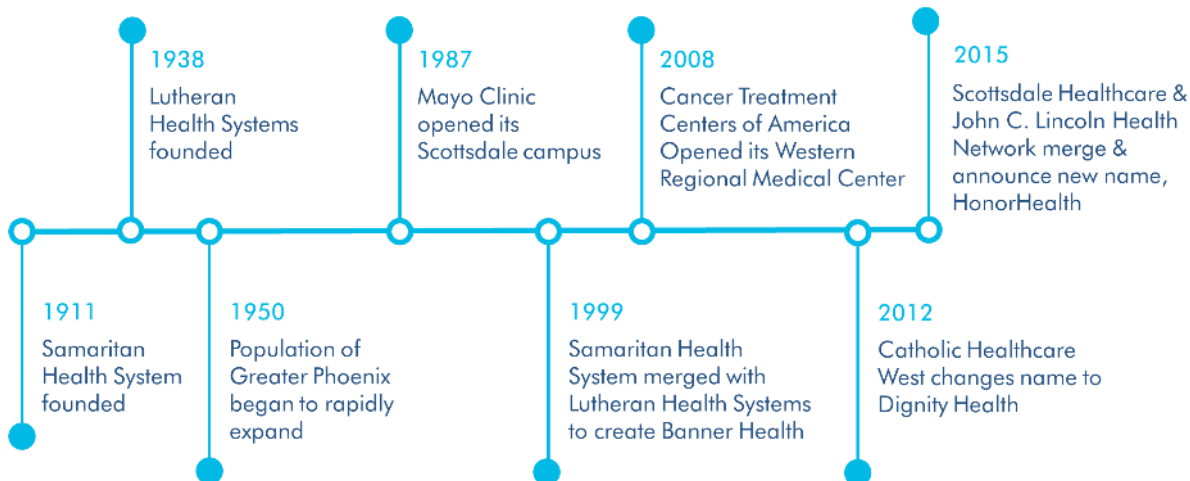 1938
Lutheran
Health Systems
founded
1987
Mayo Clinic
opened its
Scottsdale campus
2008
Cancer Treatment
Centers of America
Opened its Western
Regional Medical Center
2015
Scottsdale Healthcare &
John C. Lincoln Health
Network merge &
announce new name,
HonorHealth
1911
Samaritan
Health System
founded
1950
Population of
Greater Phoenix
began to rapidly
expand
1999
Samaritan Health
System merged with
Lutheran Health Systems
to create Banner Health
2012
Catholic Healthcare
West changes name to
Dignity Health